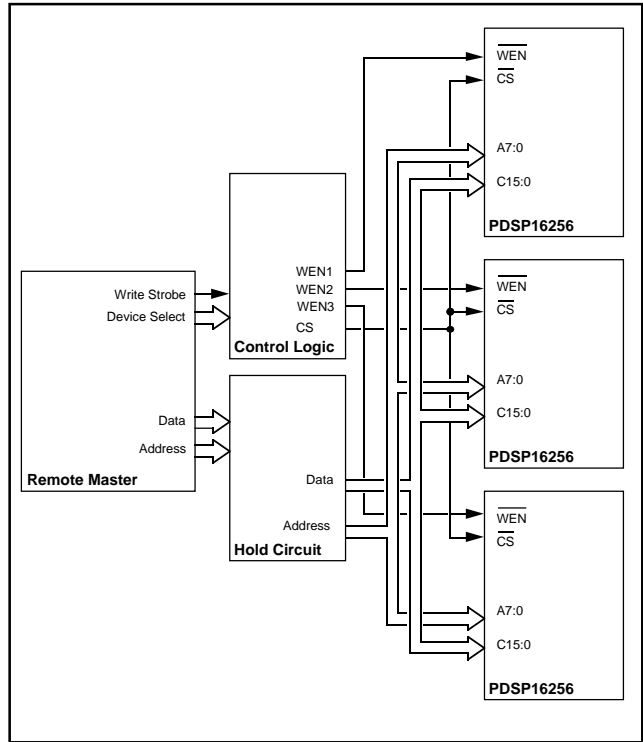 Remote Master
Write Strobe
Device Select
Data
Address
Control Logic
WEN1
WEN2
WEN3
CS
Hold Circuit
Data
Address
WEN
CS
A7:0
C15:0
PDSP16256
WEN
CS
A7:0
C15:0
PDSP16256
WEN
CS
A7:0
C15:0
PDSP16256